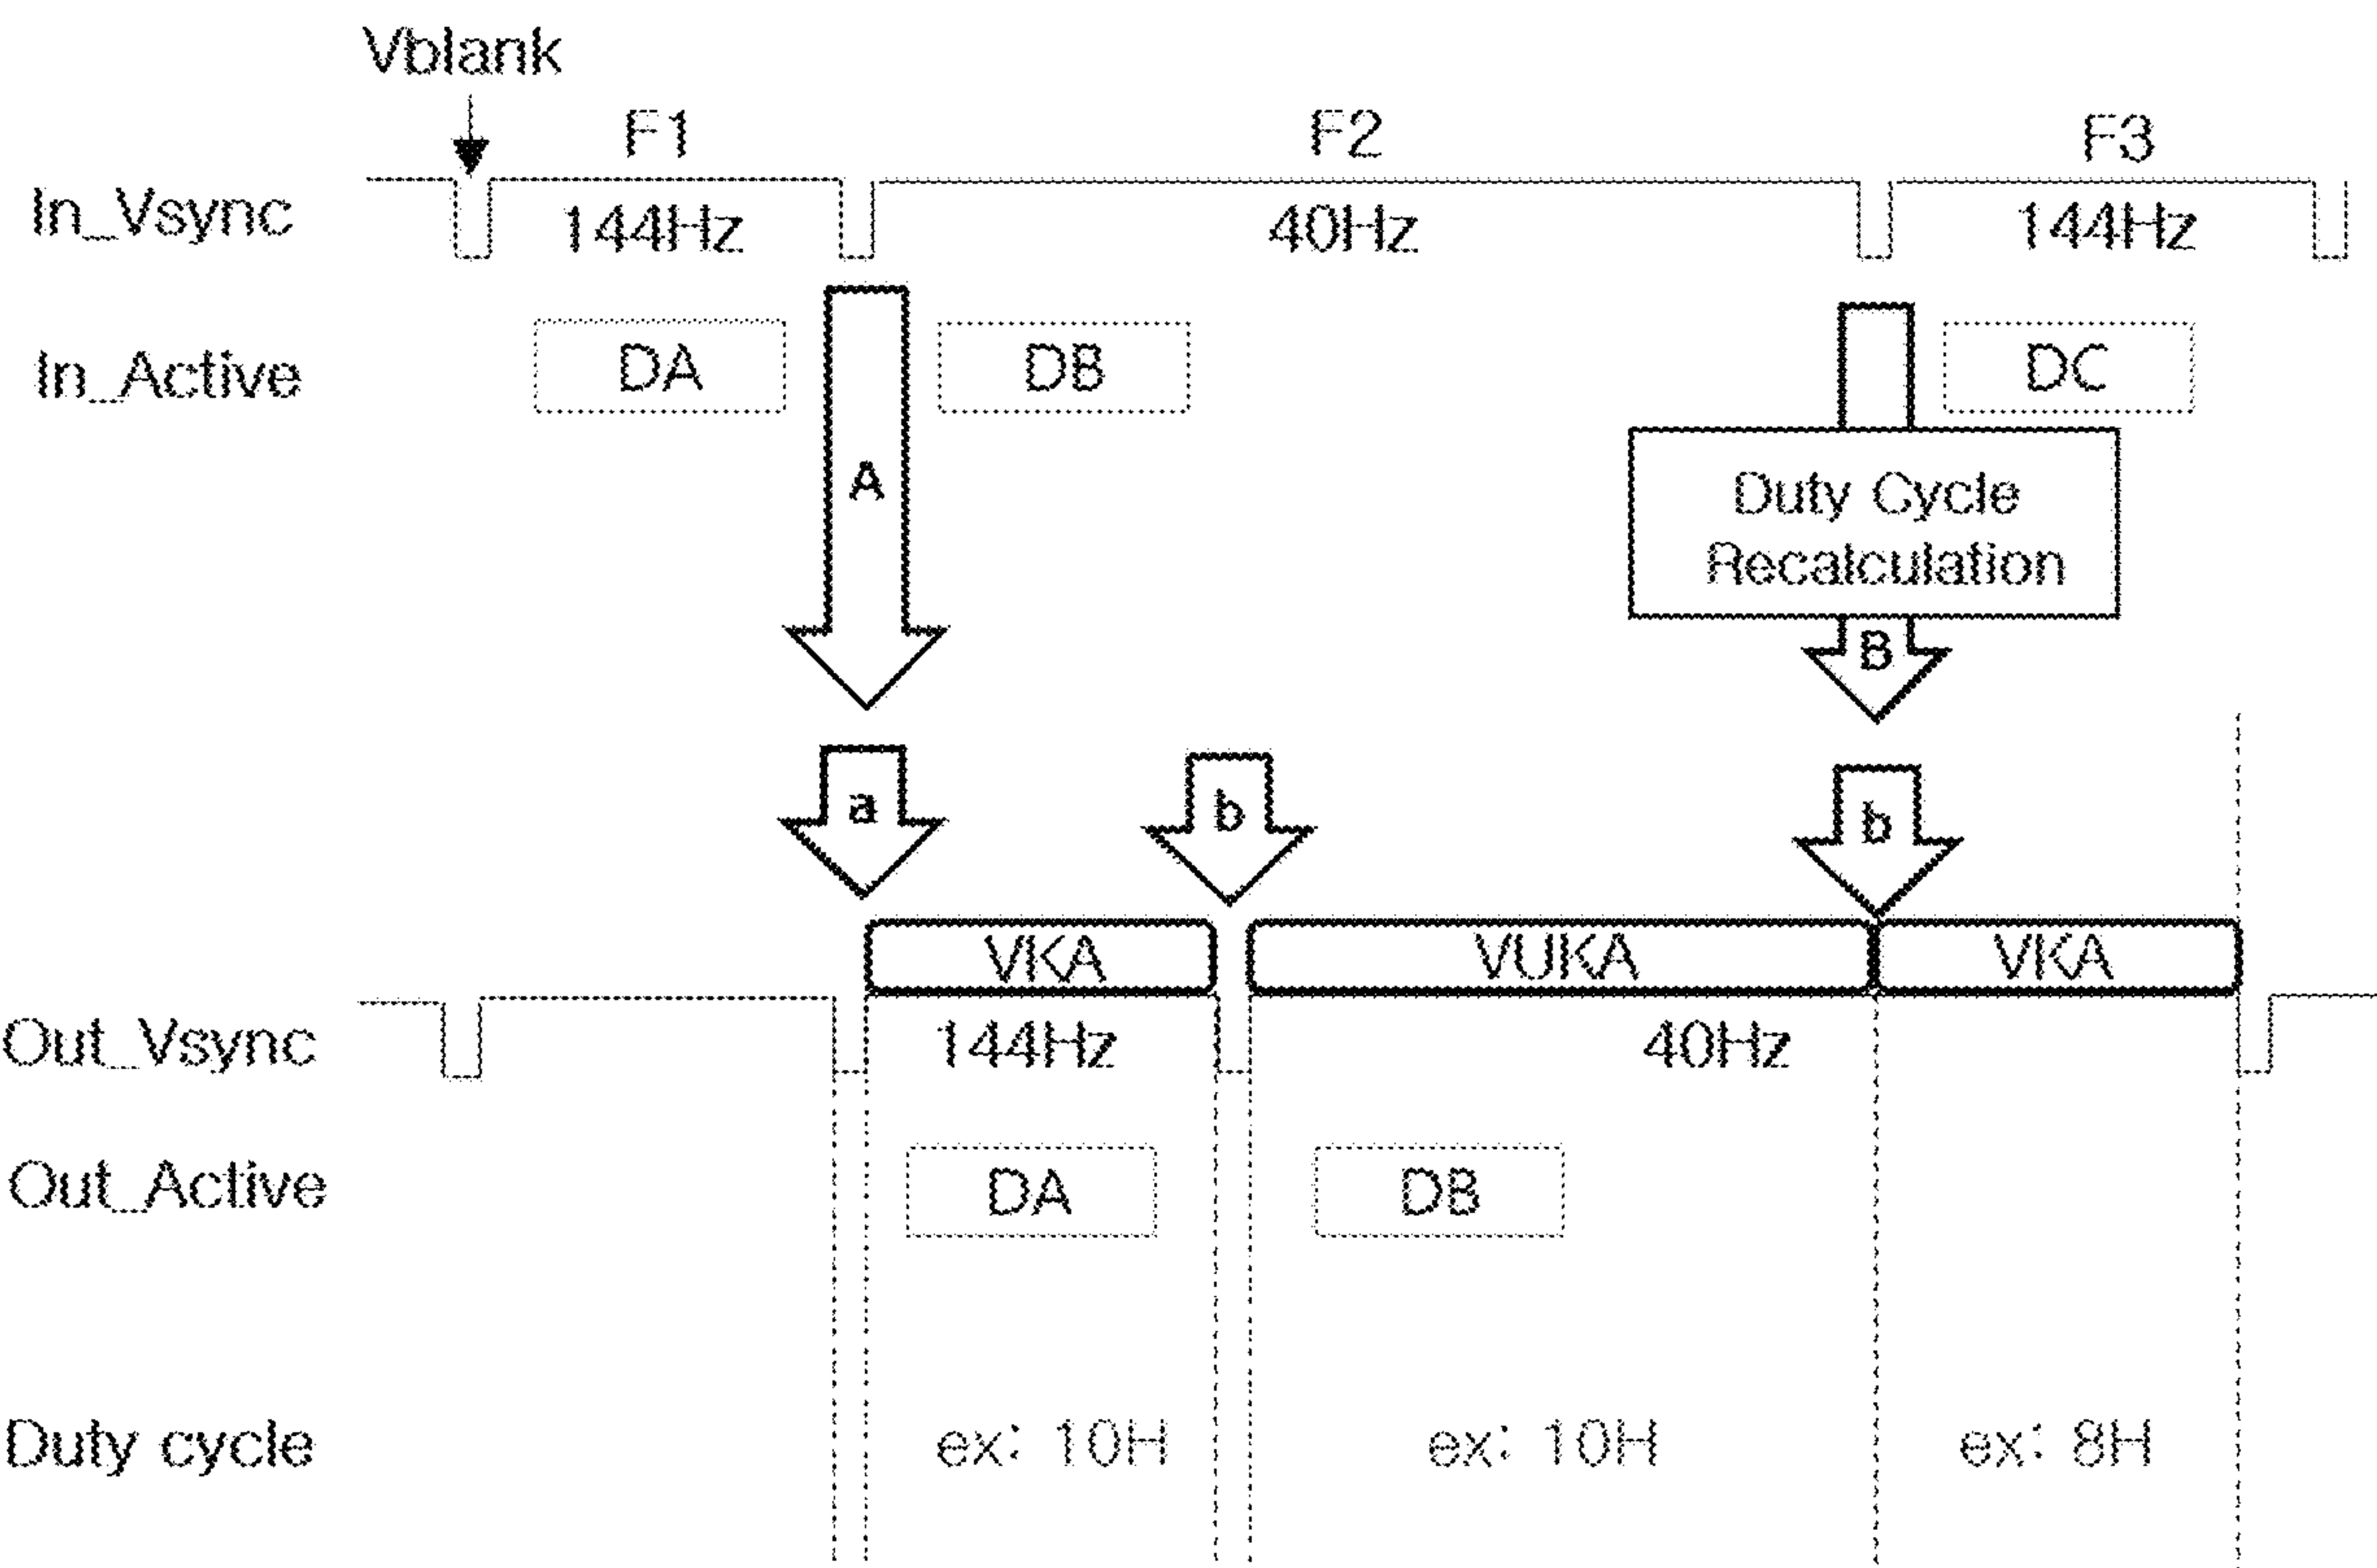 Vblank
F1 F2 F3
In_Vsync 144Hz 40Hz 144Hz
In_Active DA DB DC
A
Duty Cycle
Recalculation
B
a b b
VKA VUKA VKA
Out_Vsync 144Hz 40Hz
Out_Active DA DB
Duty cycle ex: 10H ex: 10H ex: 8H